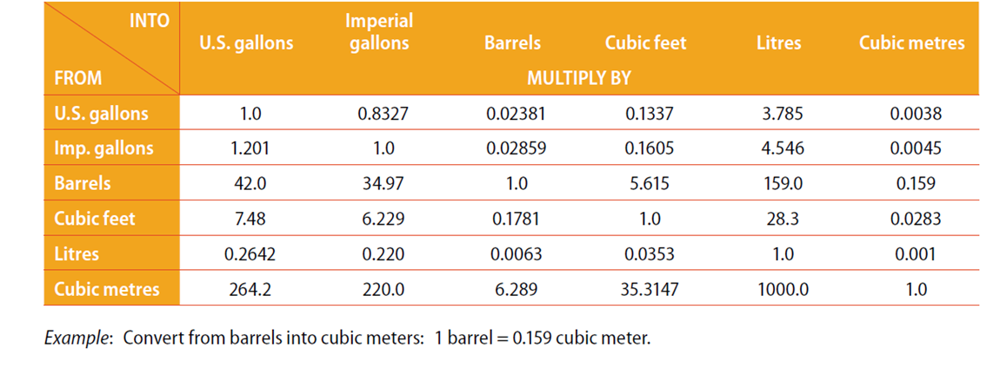 INTO
U.S. gallons Imperial gallons Barrels Cubic feet Litres Cubic metres
FROM MULTIPLY BY
U.S. gallons 1.0 0.8327 0.02381 0.1337 3.785 0.0038
Imp. gallons 1.201 1.0 0.02859 0.1605 4.546 0.0045
Barrels 42.0 34.97 1.0 5.615 159.0 0.159
Cubic feet 7.48 6.229 0.1781 1.0 28.3 0.0283
Litres 0.2642 0.220 0.0063 0.0353 1.0 0.001
Cubic metres 264.2 220.0 6.289 35.3147 1000.0 1.0
Example: Convert from barrels into cubic meters: 1 barrel = 0.159 cubic meter.